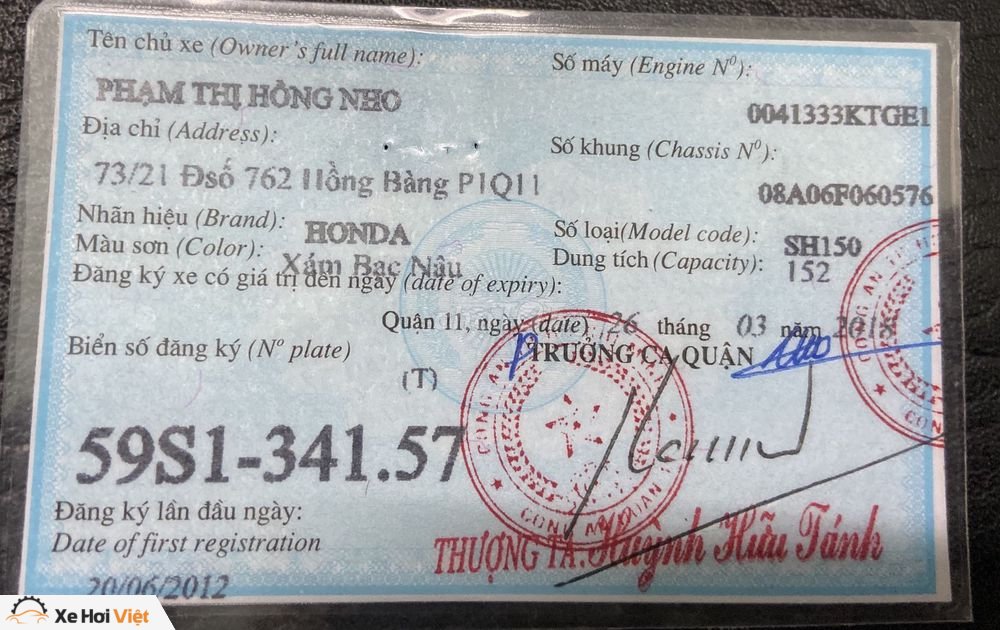 Tên chủ xe (Owner's full name):
PHẠM THỊ HỒNG NHO
Địa chỉ (Address):
73/21 Đsố 762 Hồng Bàng P1Q11
Nhãn hiệu (Brand): HONDA
Màu sơn (Color): Xám Bạc Nâu
Đăng ký xe có giá trị đến ngày (date of expiry):
Số máy (Engine Nº):
0041333KTGE1
Số khung (Chassis Nº):
08A06F060576
Số loại(Model code): SH150
Dung tích (Capacity): 152
Quận 11, ngày (date) 26 tháng 03 năm
TRƯỞNG CA QUẬN
Biển số đăng ký (Nº plate)
(T)
59S1-341.57
Đăng ký lần đầu ngày:
Date of first registration
20/06/2012
THƯỢNG TÁ. Huỳnh Hữu Tánh
Xe Hơi Việt